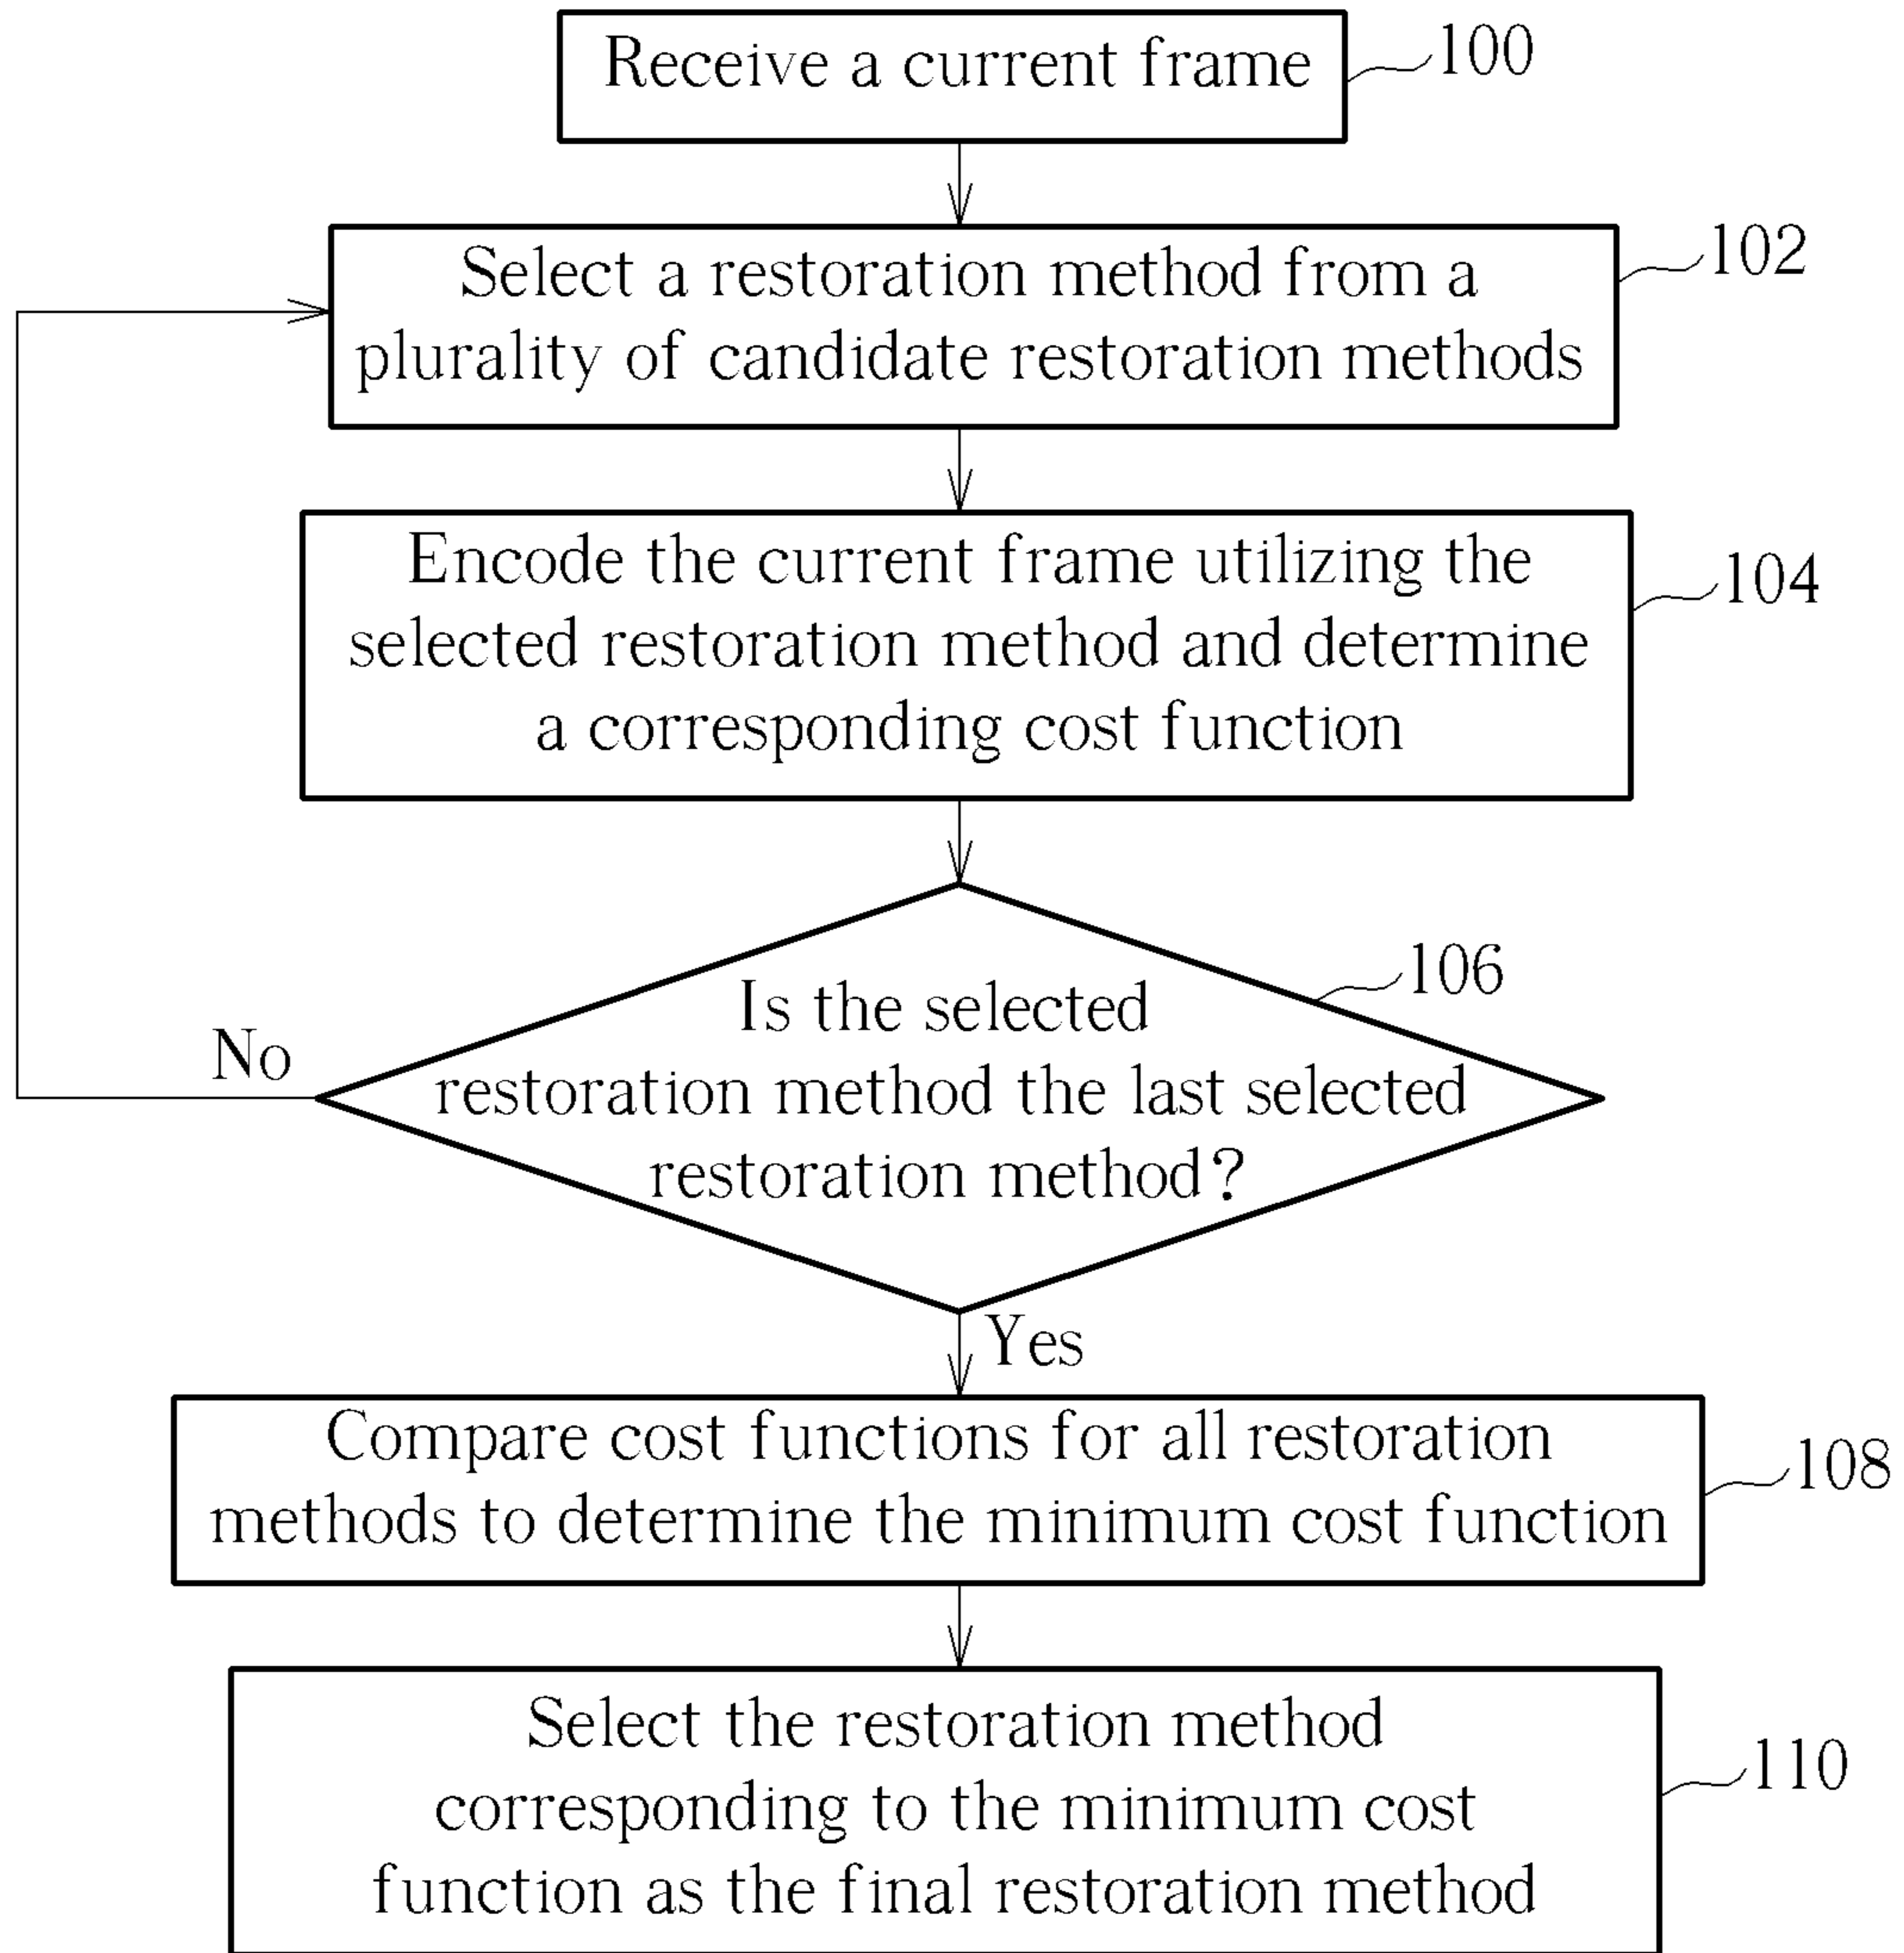 Receive a current frame
100
Select a restoration method from a
plurality of candidate restoration methods
102
Encode the current frame utilizing the
selected restoration method and determine
a corresponding cost function
104
Is the selected
restoration method the last selected
restoration method?
106
No
Yes
Compare cost functions for all restoration
methods to determine the minimum cost function
108
Select the restoration method
corresponding to the minimum cost
function as the final restoration method
110